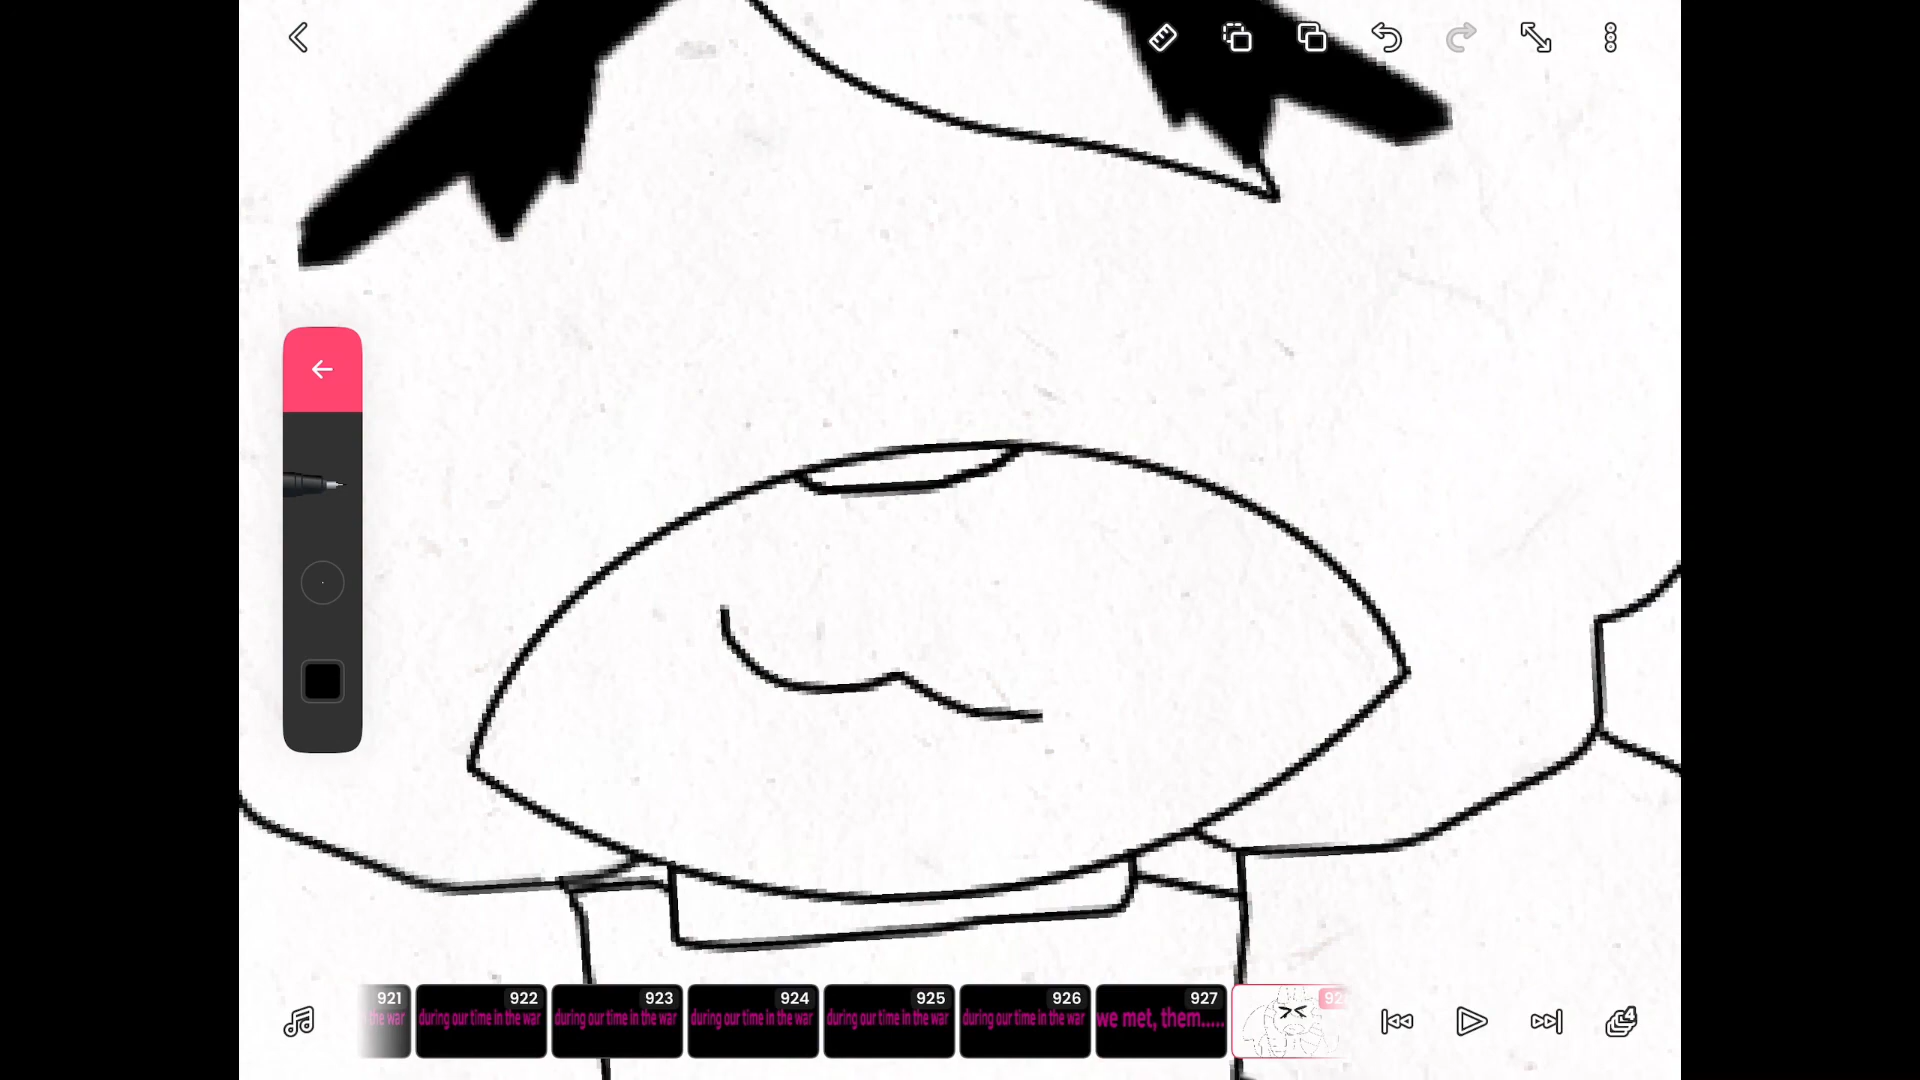 921
the war
922
during our time in the war
923
during our time in the war
924
during our time in the war
925
during our time in the war
926
during our time in the war
927
we met, them.....
92
4